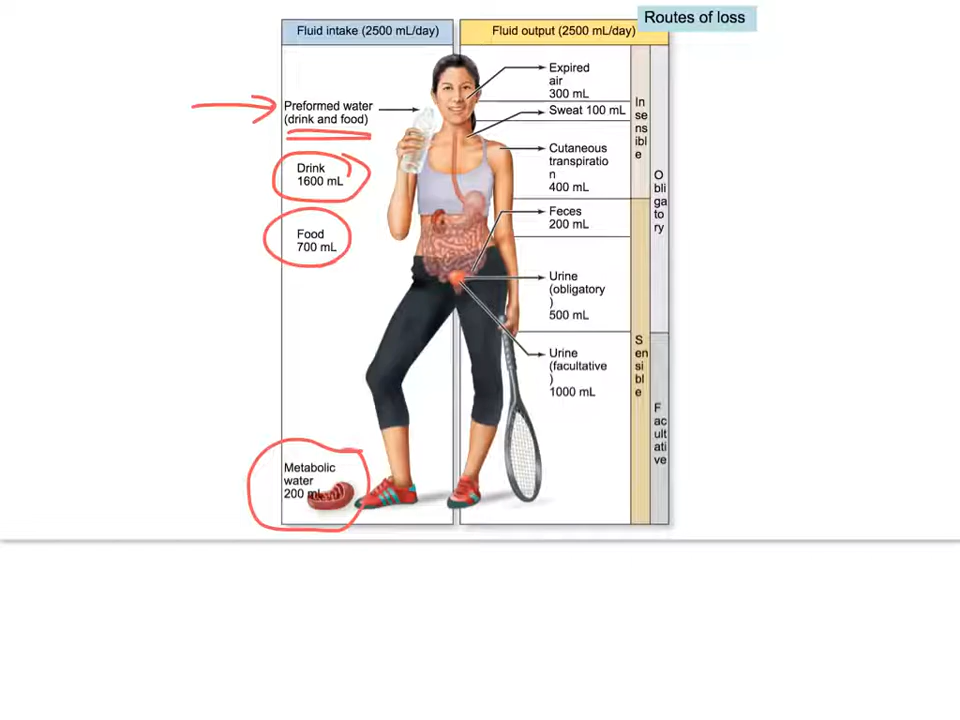 Routes of loss
Fluid intake (2500 mL/day)
Fluid output (2500 mL/day)
Preformed water
(drink and food)
Drink
1600 mL
Food
700 mL
Metabolic
water
200 mL
Expired
air
300 mL
Sweat 100 mL
Cutaneous
transpiratio
n
400 mL
Feces
200 mL
Urine
(obligatory
)
500 mL
Urine
(facultative
)
1000 mL
In
se
ns
ibl
e
S
en
si
bl
e
O
bli
ga
to
ry
F
ac
ult
ati
ve